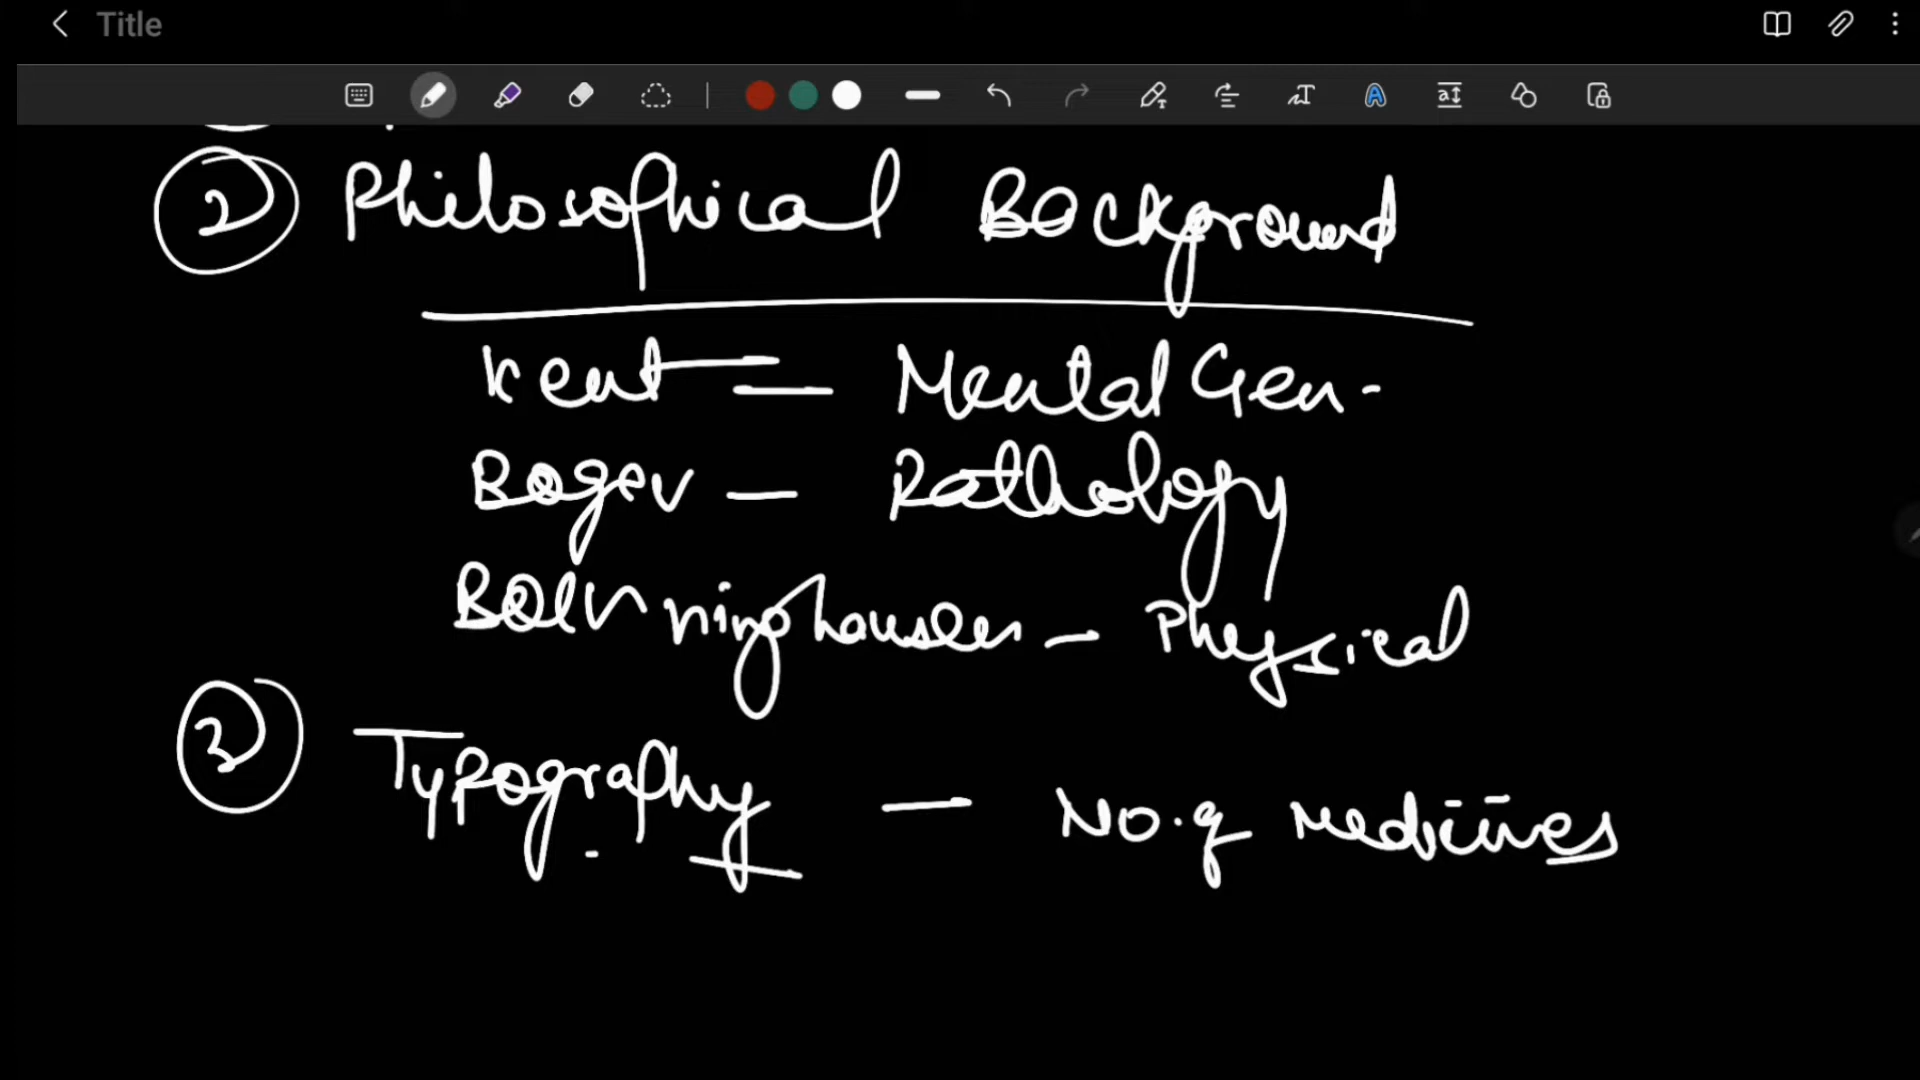 Title
② Philosophical Background
Kent = Mental Gen -
Boger - Pathology
Boenninghausen - Physical
③ Typography - No. of medicines